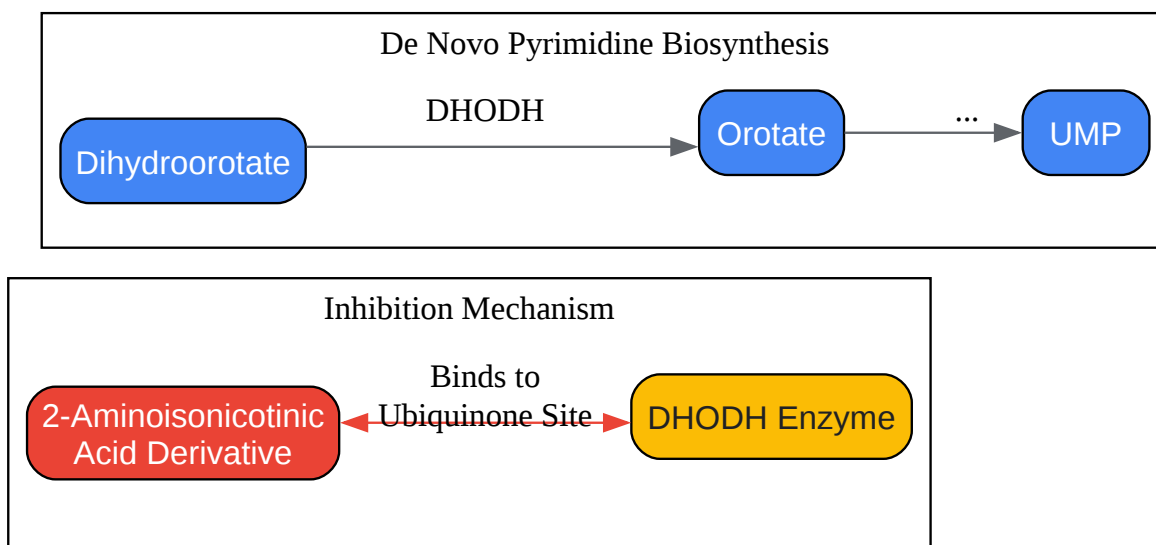 De Novo Pyrimidine Biosynthesis
DHODH
Dihydroorotate
Orotate
...
UMP
Inhibition Mechanism
2-Aminoisonicotinic
Acid Derivative
Binds to
Ubiquinone Site
DHODH Enzyme